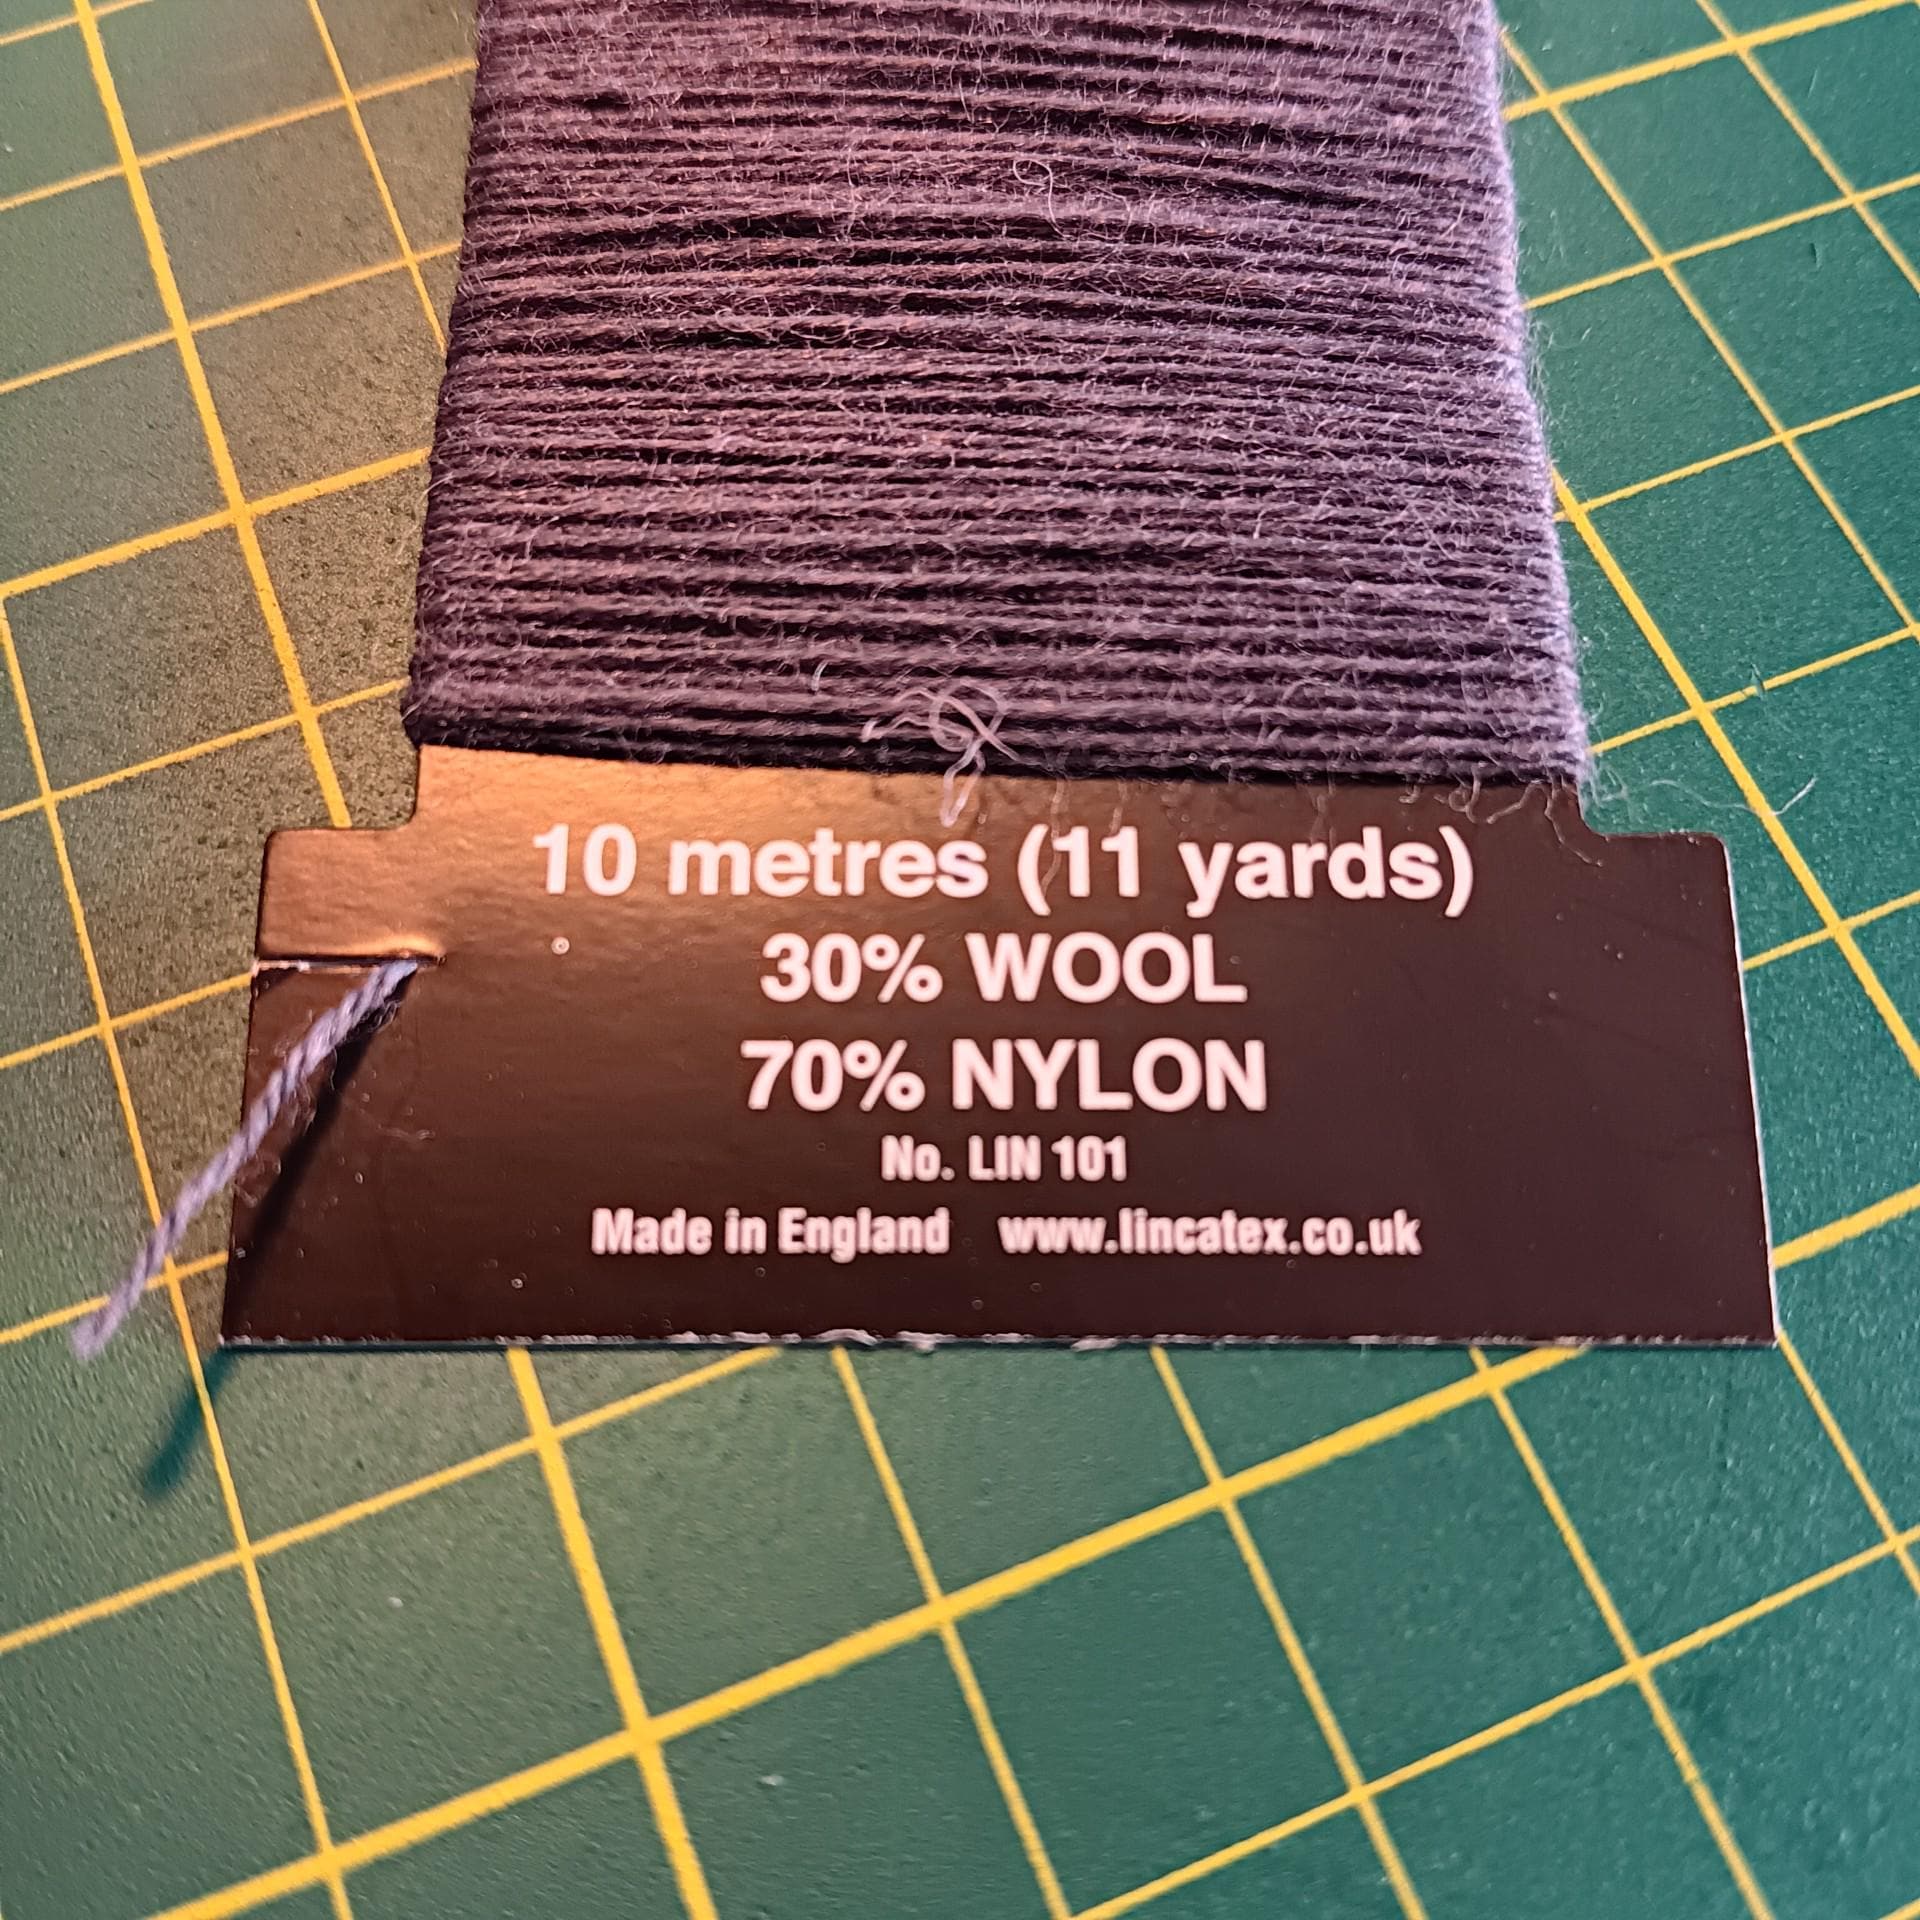 10 metres (11 yards)
30% WOOL
70% NYLON
No. LIN 101
Made in England www.lincatex.co.uk